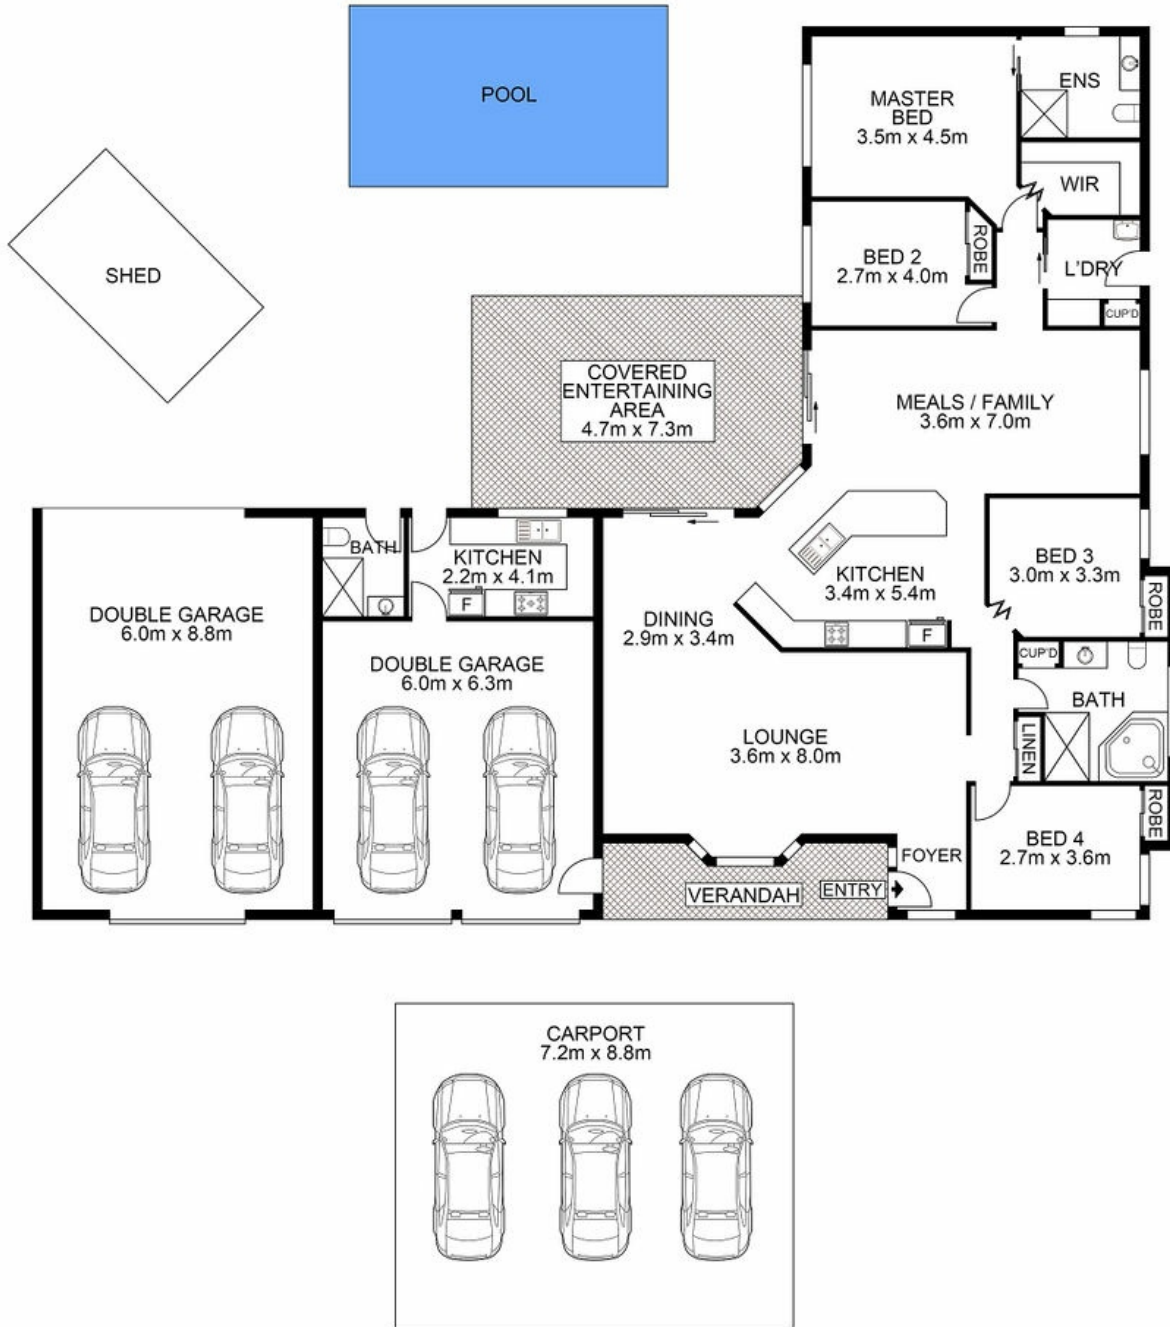 POOL
MASTER
BED
3.5m x 4.5m
ENS
WIR
SHED
BED 2
2.7m x 4.0m
ROBE
L'DRY
CUP'D
COVERED
ENTERTAINING
AREA
4.7m x 7.3m
MEALS / FAMILY
3.6m x 7.0m
BATH
KITCHEN
2.2m x 4.1m
F
KITCHEN
3.4m x 5.4m
F
BED 3
3.0m x 3.3m
ROBE
DOUBLE GARAGE
6.0m x 8.8m
DINING
2.9m x 3.4m
DOUBLE GARAGE
6.0m x 6.3m
CUP'D
BATH
LINEN
LOUNGE
3.6m x 8.0m
ROBE
BED 4
2.7m x 3.6m
FOYER
VERANDAH
ENTRY
CARPORT
7.2m x 8.8m